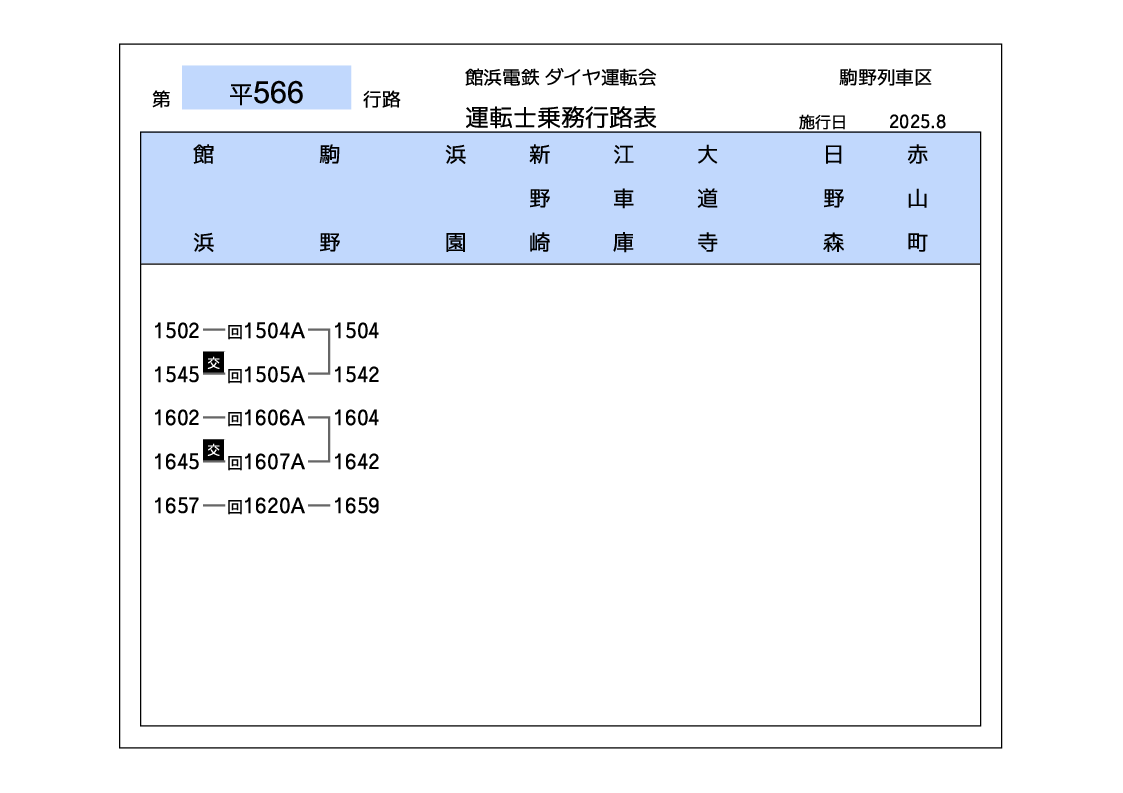 館浜電鉄 ダイヤ運転会 駒野列車区
第 平566 行路 運転士乗務行路表 施行日 2025.8
館浜 駒野 浜園 新野崎 江車庫 大道寺 日野森 赤山町
1502 回1504A 1504
1545 交 回1505A 1542
1602 回1606A 1604
1645 交 回1607A 1642
1657 回1620A 1659